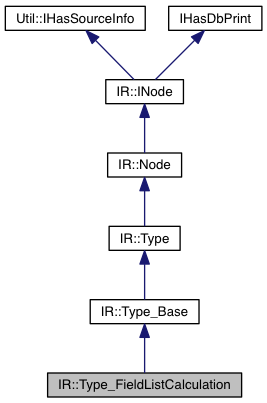 Util::IHasSourceInfo
IHasDbPrint
IR::INode
IR::Node
IR::Type
IR::Type_Base
IR::Type_FieldListCalculation